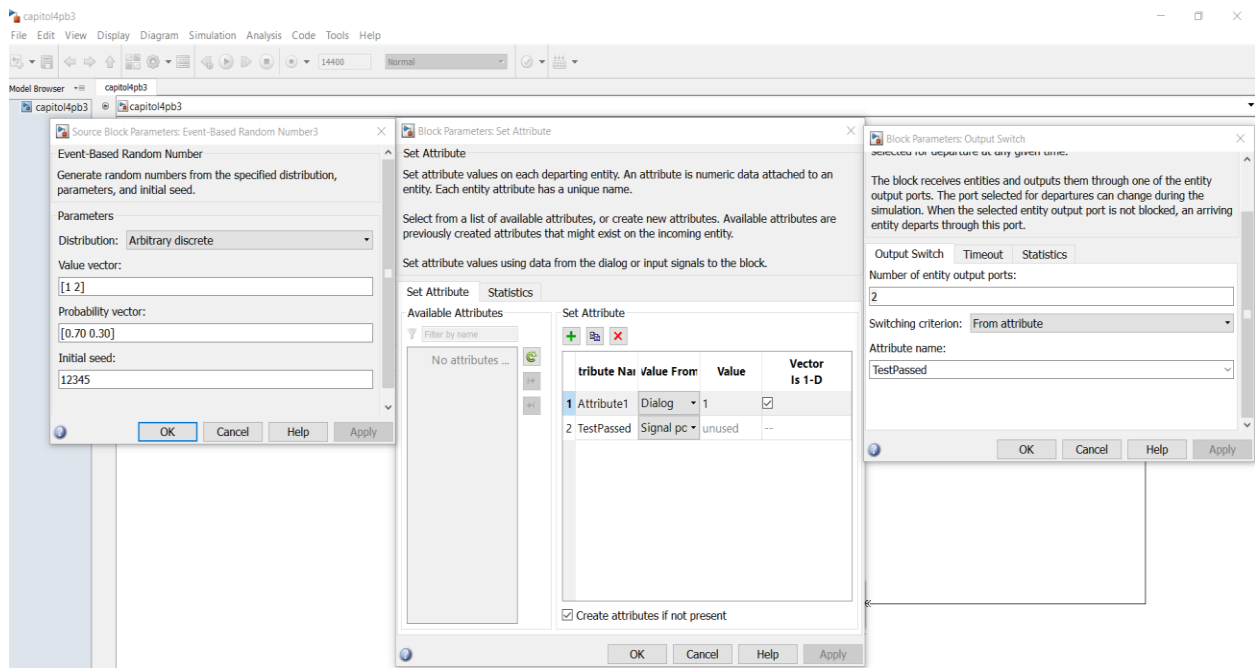 capitol4pb3
File Edit View Display Diagram Simulation Analysis Code Tools Help
14400 Normal
Model Browser capitol4pb3
capitol4pb3 capitol4pb3
Source Block Parameters: Event-Based Random Number3
Event-Based Random Number
Generate random numbers from the specified distribution,
parameters, and initial seed.
Parameters
Distribution: Arbitrary discrete
Value vector:
[1 2]
Probability vector:
[0.70 0.30]
Initial seed:
12345
OK Cancel Help Apply
Block Parameters: Set Attribute
Set Attribute
Set attribute values on each departing entity. An attribute is numeric data attached to an
entity. Each entity attribute has a unique name.
Select from a list of available attributes, or create new attributes. Available attributes are
previously created attributes that might exist on the incoming entity.
Set attribute values using data from the dialog or input signals to the block.
Set Attribute Statistics
Available Attributes
Filter by name
No attributes ...
Set Attribute
tribute Nar Value From Value Vector
Is 1-D
1 Attribute1 Dialog 1
2 TestPassed Signal pc unused --
Create attributes if not present
OK Cancel Help Apply
Block Parameters: Output Switch
selected for departure at any given time.
The block receives entities and outputs them through one of the entity
output ports. The port selected for departures can change during the
simulation. When the selected entity output port is not blocked, an arriving
entity departs through this port.
Output Switch Timeout Statistics
Number of entity output ports:
2
Switching criterion: From attribute
Attribute name:
TestPassed
OK Cancel Help Apply